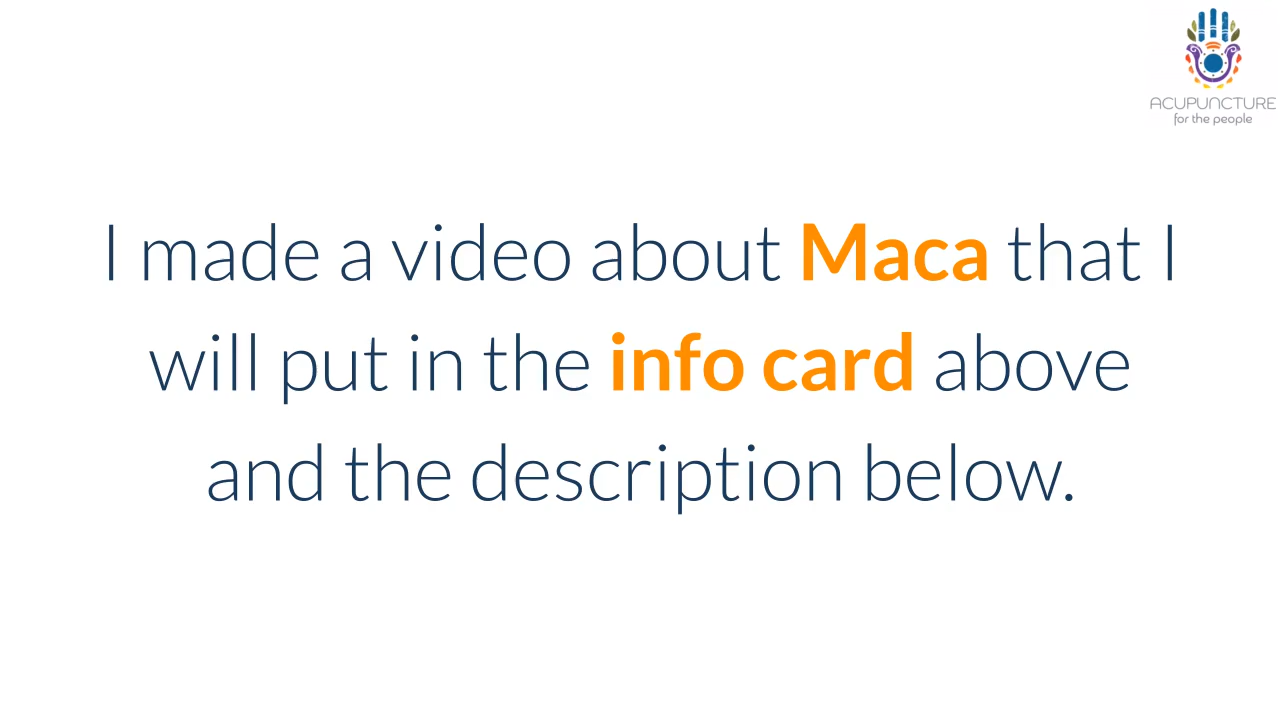 ACUPUNCTURE
for the people
I made a video about Maca that I
will put in the info card above
and the description below.